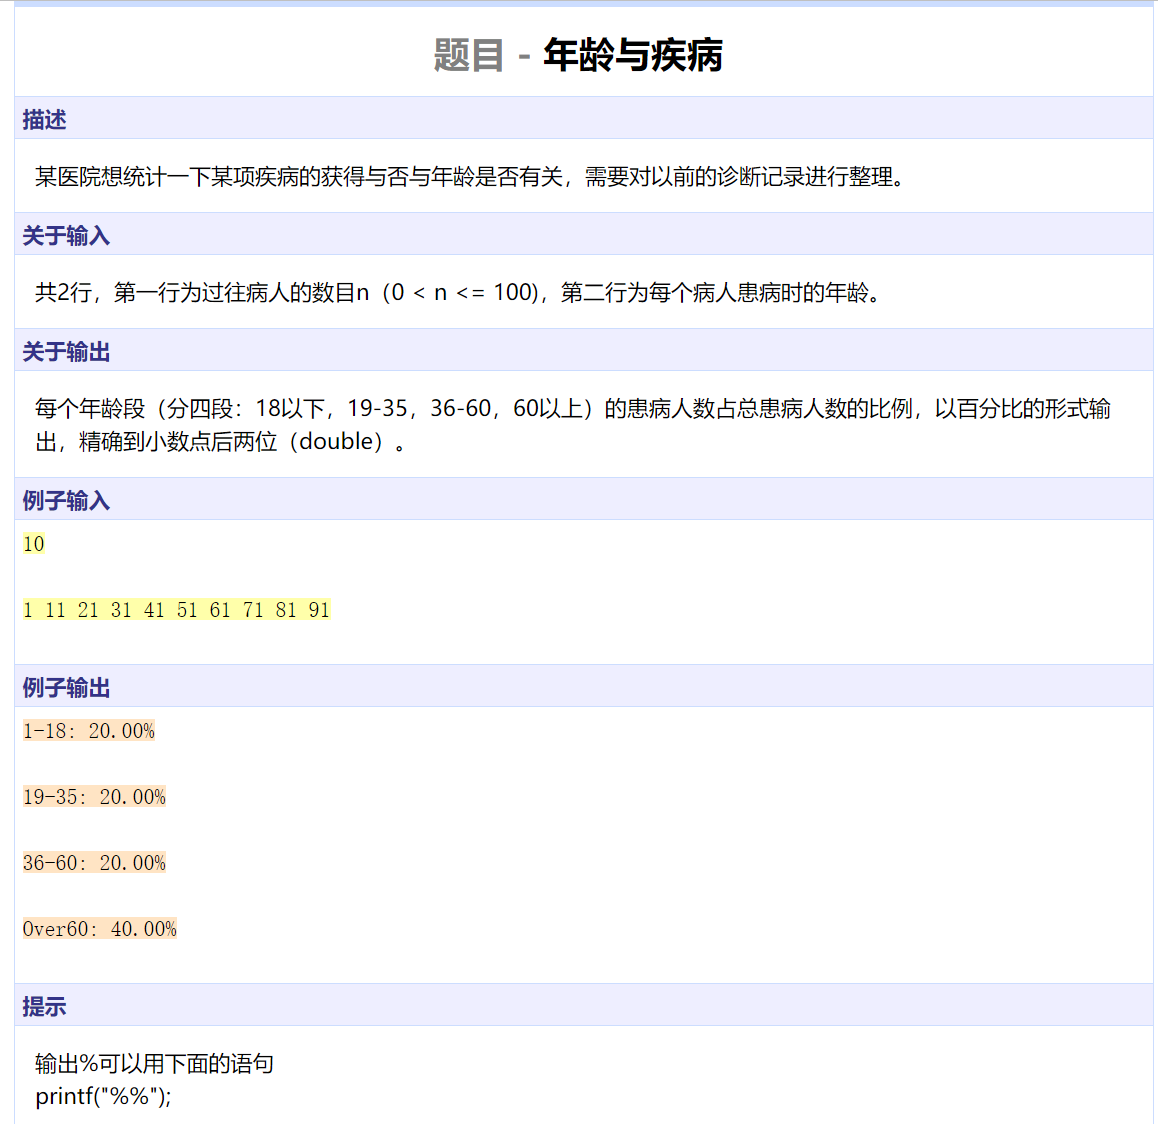 题目 - 年龄与疾病
描述
某医院想统计一下某项疾病的获得与否与年龄是否有关，需要对以前的诊断记录进行整理。
关于输入
共2行，第一行为过往病人的数目n（0 < n <= 100)，第二行为每个病人患病时的年龄。
关于输出
每个年龄段（分四段：18以下，19-35，36-60，60以上）的患病人数占总患病人数的比例，以百分比的形式输
出，精确到小数点后两位（double）。
例子输入
10
1 11 21 31 41 51 61 71 81 91
例子输出
1-18: 20.00%
19-35: 20.00%
36-60: 20.00%
Over60: 40.00%
提示
输出%可以用下面的语句
printf("%%");